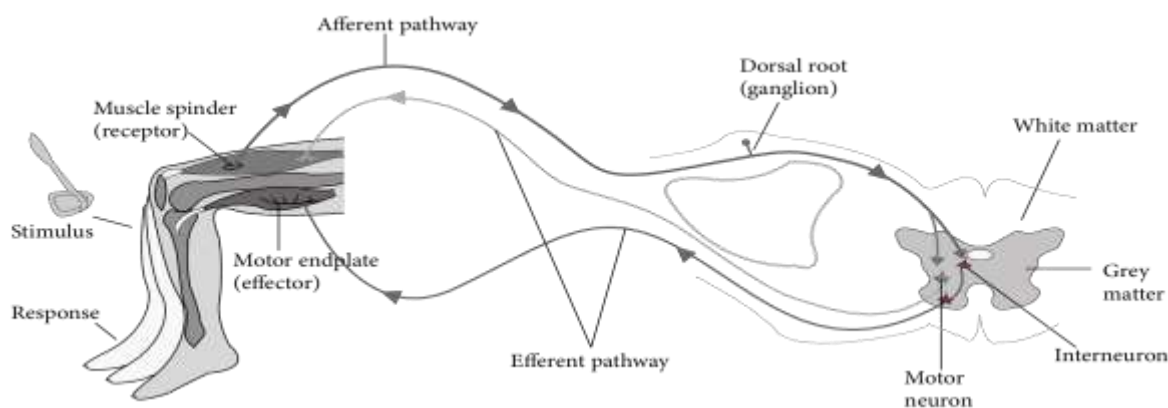 Afferent pathway
Dorsal root
(ganglion)
Muscle spinder
(receptor)
White matter
Stimulus
Motor endplate
(effector)
Grey
matter
Response
Efferent pathway
Interneuron
Motor
neuron